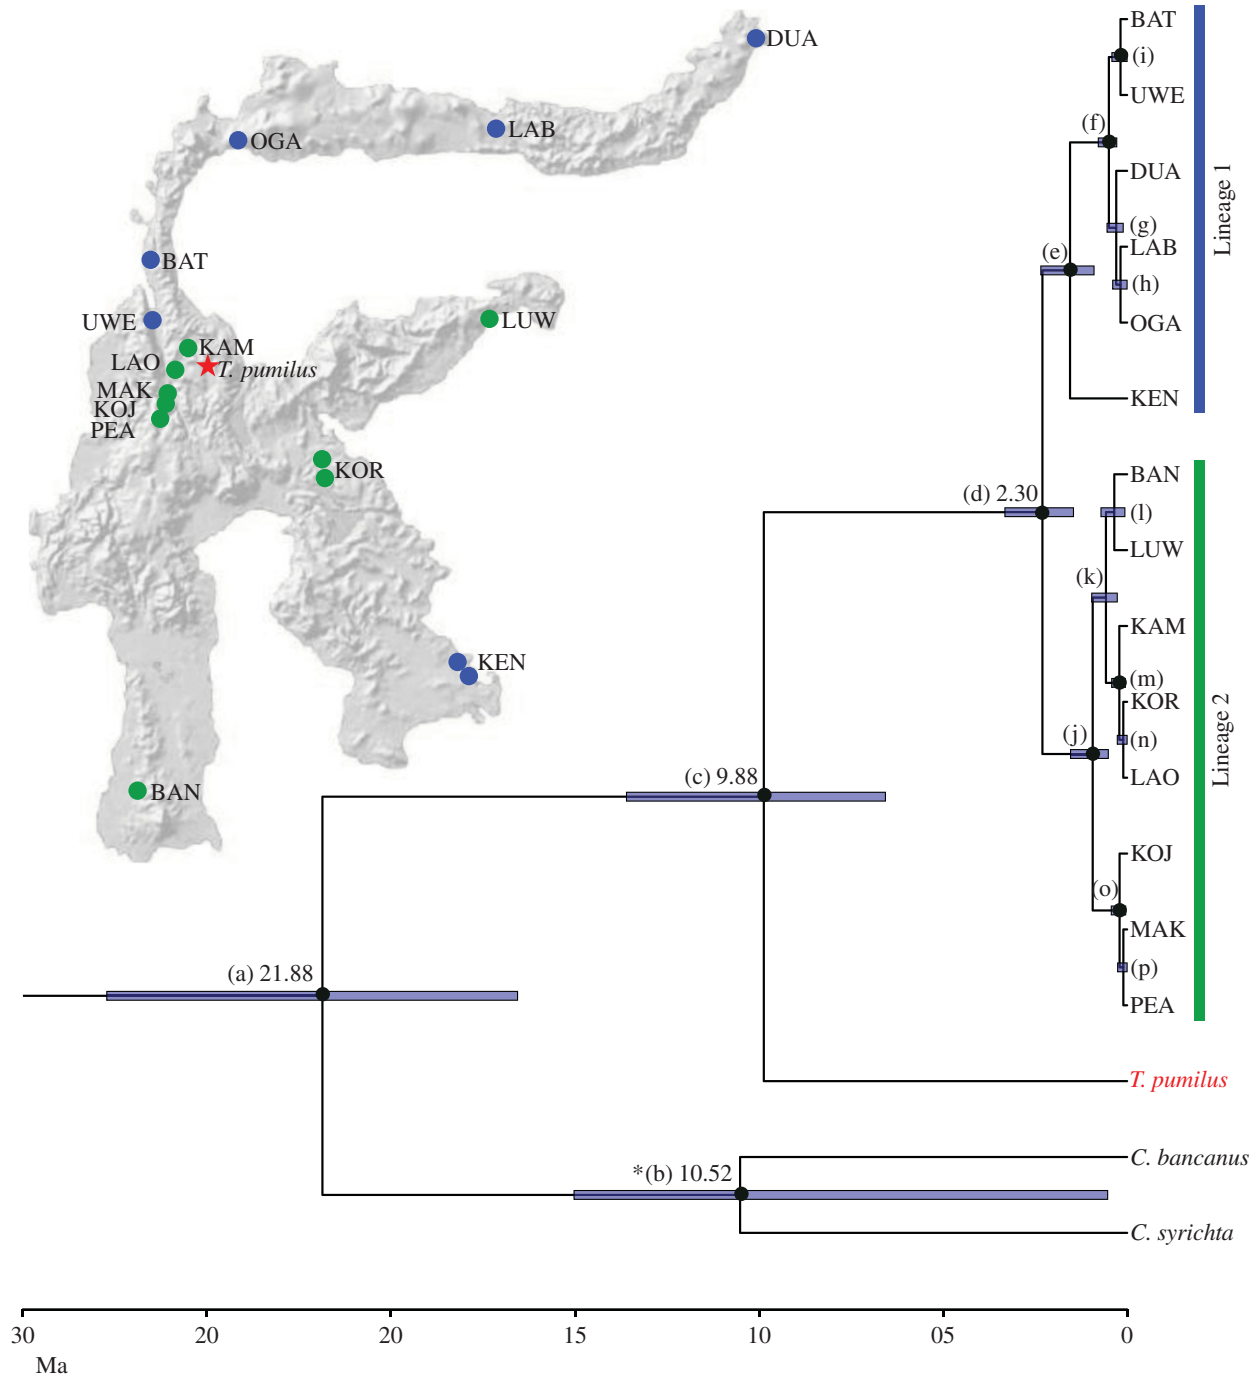 DUA
LAB
OGA
BAT
UWE
LUW
KAM
LAO
T. pumilus
MAK
KOJ
PEA
KOR
KEN
BAN
BAT
(i)
UWE
(f)
DUA
(g)
LAB
(e)
(h)
OGA
KEN
Lineage 1
BAN
(d) 2.30
(l)
LUW
(k)
KAM
(m)
KOR
(j)
(n)
LAO
(c) 9.88
KOJ
(o)
MAK
(p)
PEA
Lineage 2
(a) 21.88
T. pumilus
C. bancanus
*(b) 10.52
C. syrichta
30 20 20 15 10 05 0
Ma